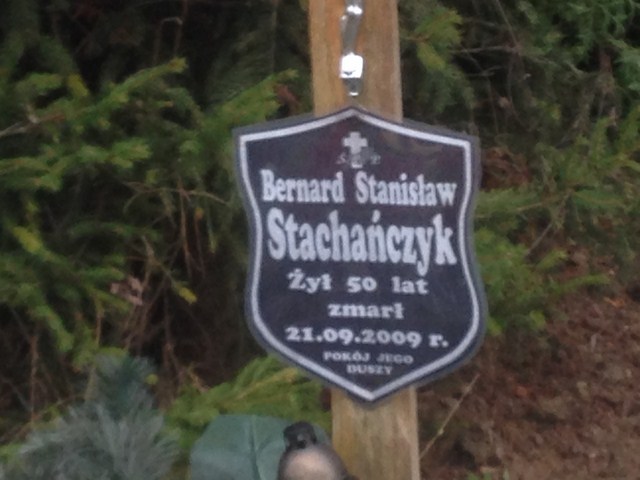 Bernard Stanisław
Stachańczyk
Żył 50 lat
zmarł
21.09.2009 r.
POKÓJ JEGO
DUSZY